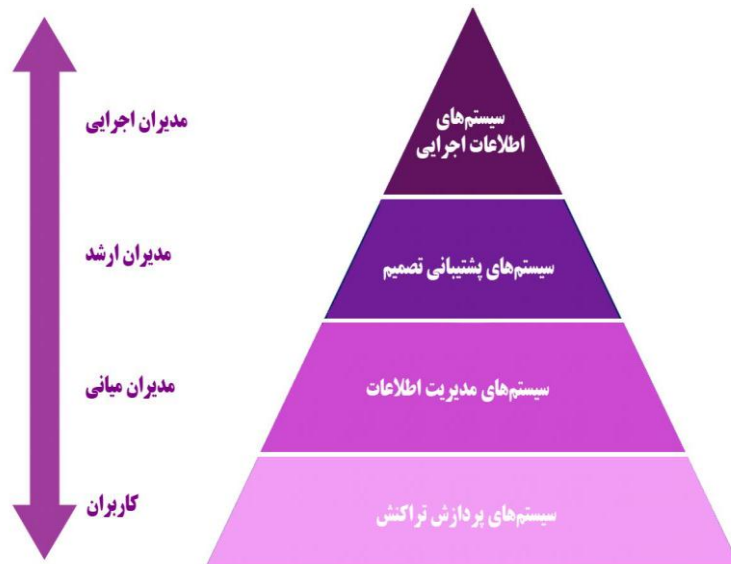 سیستم‌های
اطلاعات اجرایی
مدیران اجرایی
سیستم‌های پشتیبانی تصمیم
مدیران ارشد
سیستم‌های مدیریت اطلاعات
مدیران میانی
سیستم‌های پردازش تراکنش
کاربران